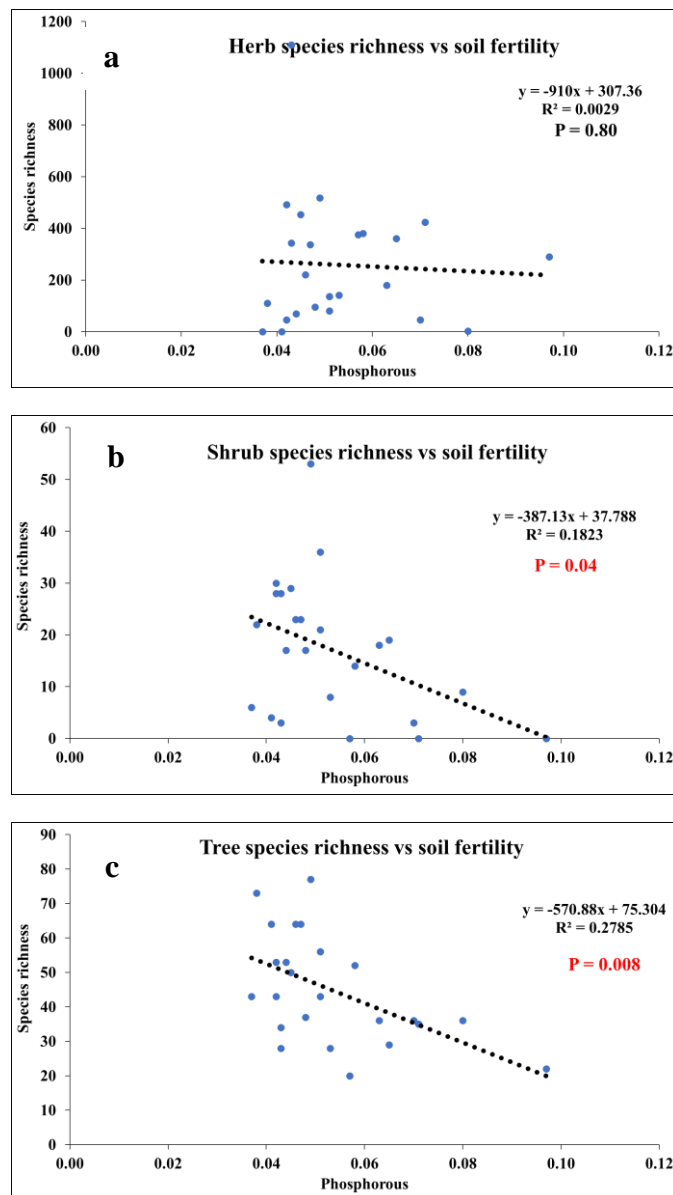 a
Herb species richness vs soil fertility
y = -910x + 307.36
R² = 0.0029
P = 0.80
Species richness
1200
1000
800
600
400
200
0
0.00 0.02 0.04 0.06 0.08 0.10 0.12
Phosphorous
b
Shrub species richness vs soil fertility
y = -387.13x + 37.788
R² = 0.1823
P = 0.04
Species richness
60
50
40
30
20
10
0
0.00 0.02 0.04 0.06 0.08 0.10 0.12
Phosphorous
c
Tree species richness vs soil fertility
y = -570.88x + 75.304
R² = 0.2785
P = 0.008
Species richness
90
80
70
60
50
40
30
20
10
0
0.00 0.02 0.04 0.06 0.08 0.10 0.12
Phosphorous